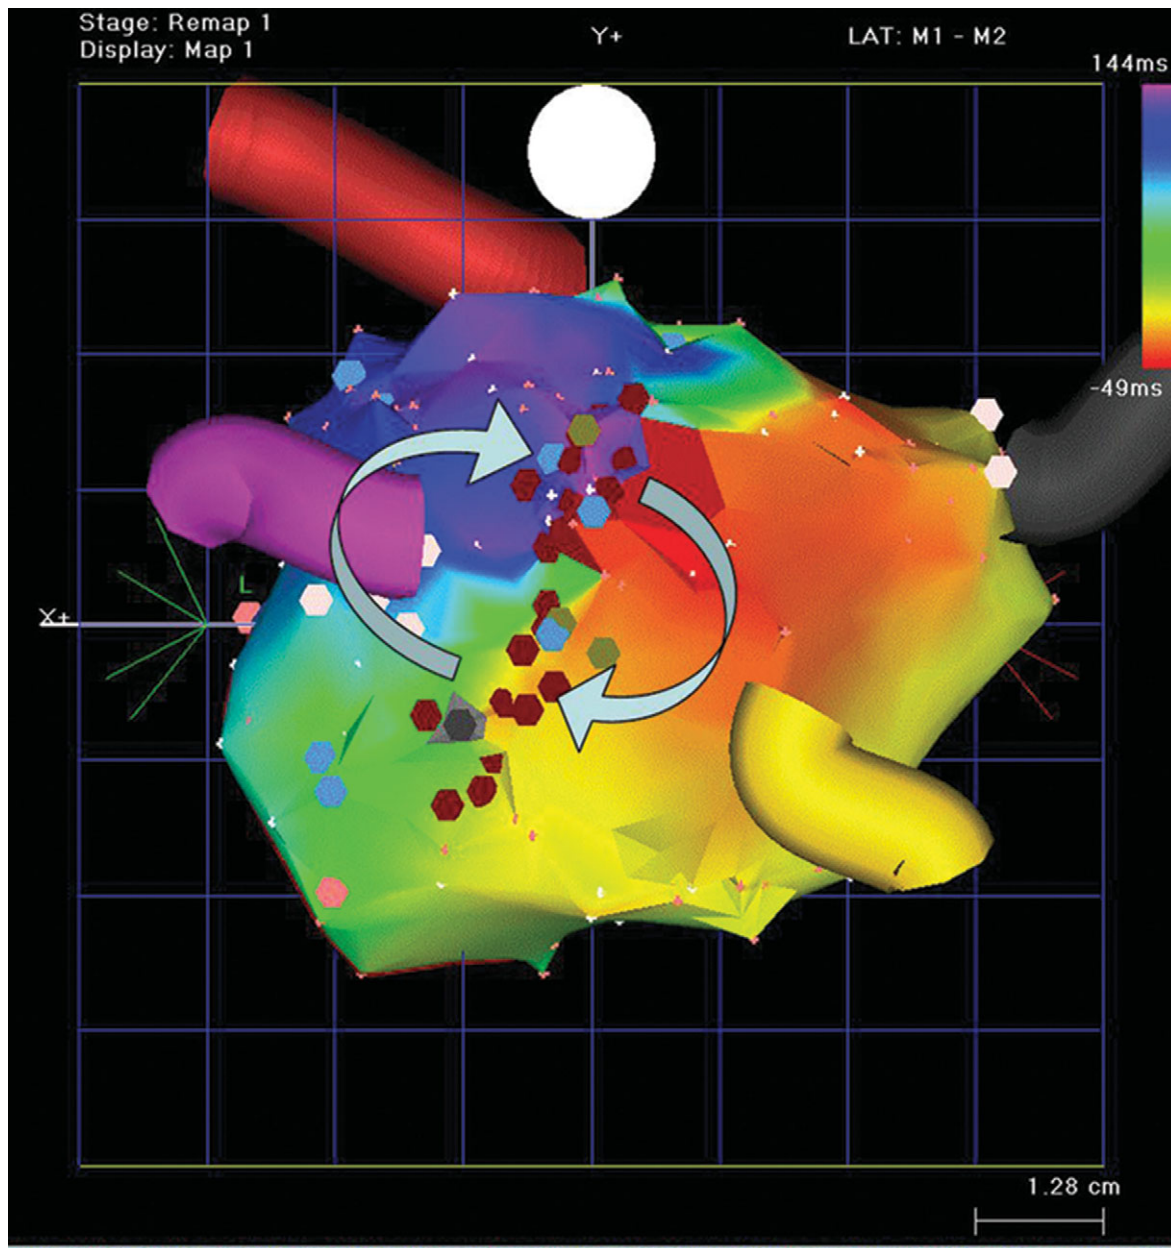 Stage: Remap 1
Display: Map 1
Y+
LAT: M1 - M2
144ms
-49ms
L
X+
1.28 cm